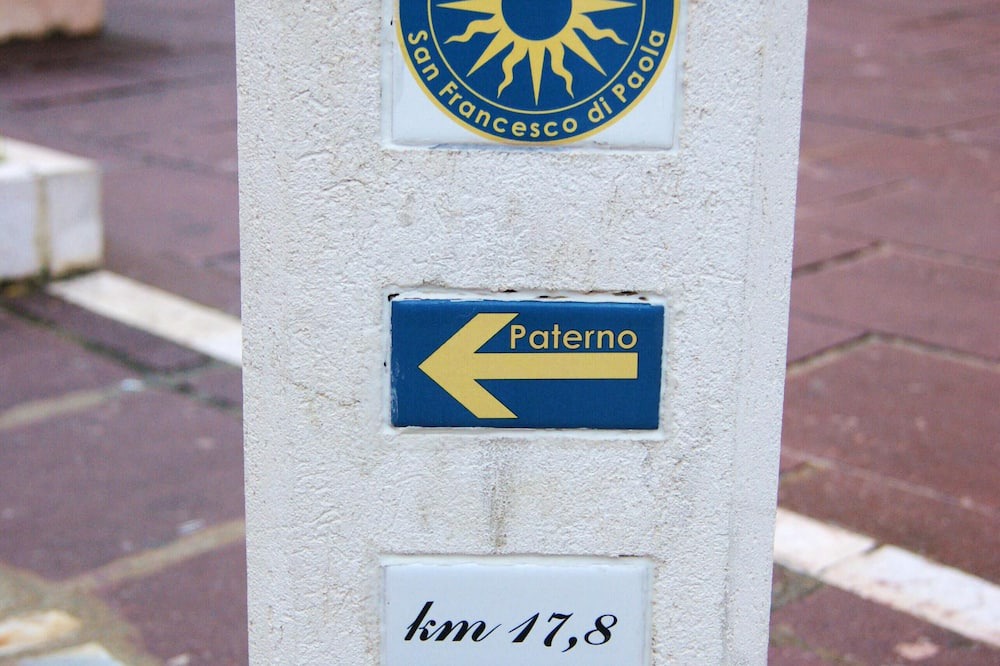 San Francesco di Paola
Paterno
km 17,8